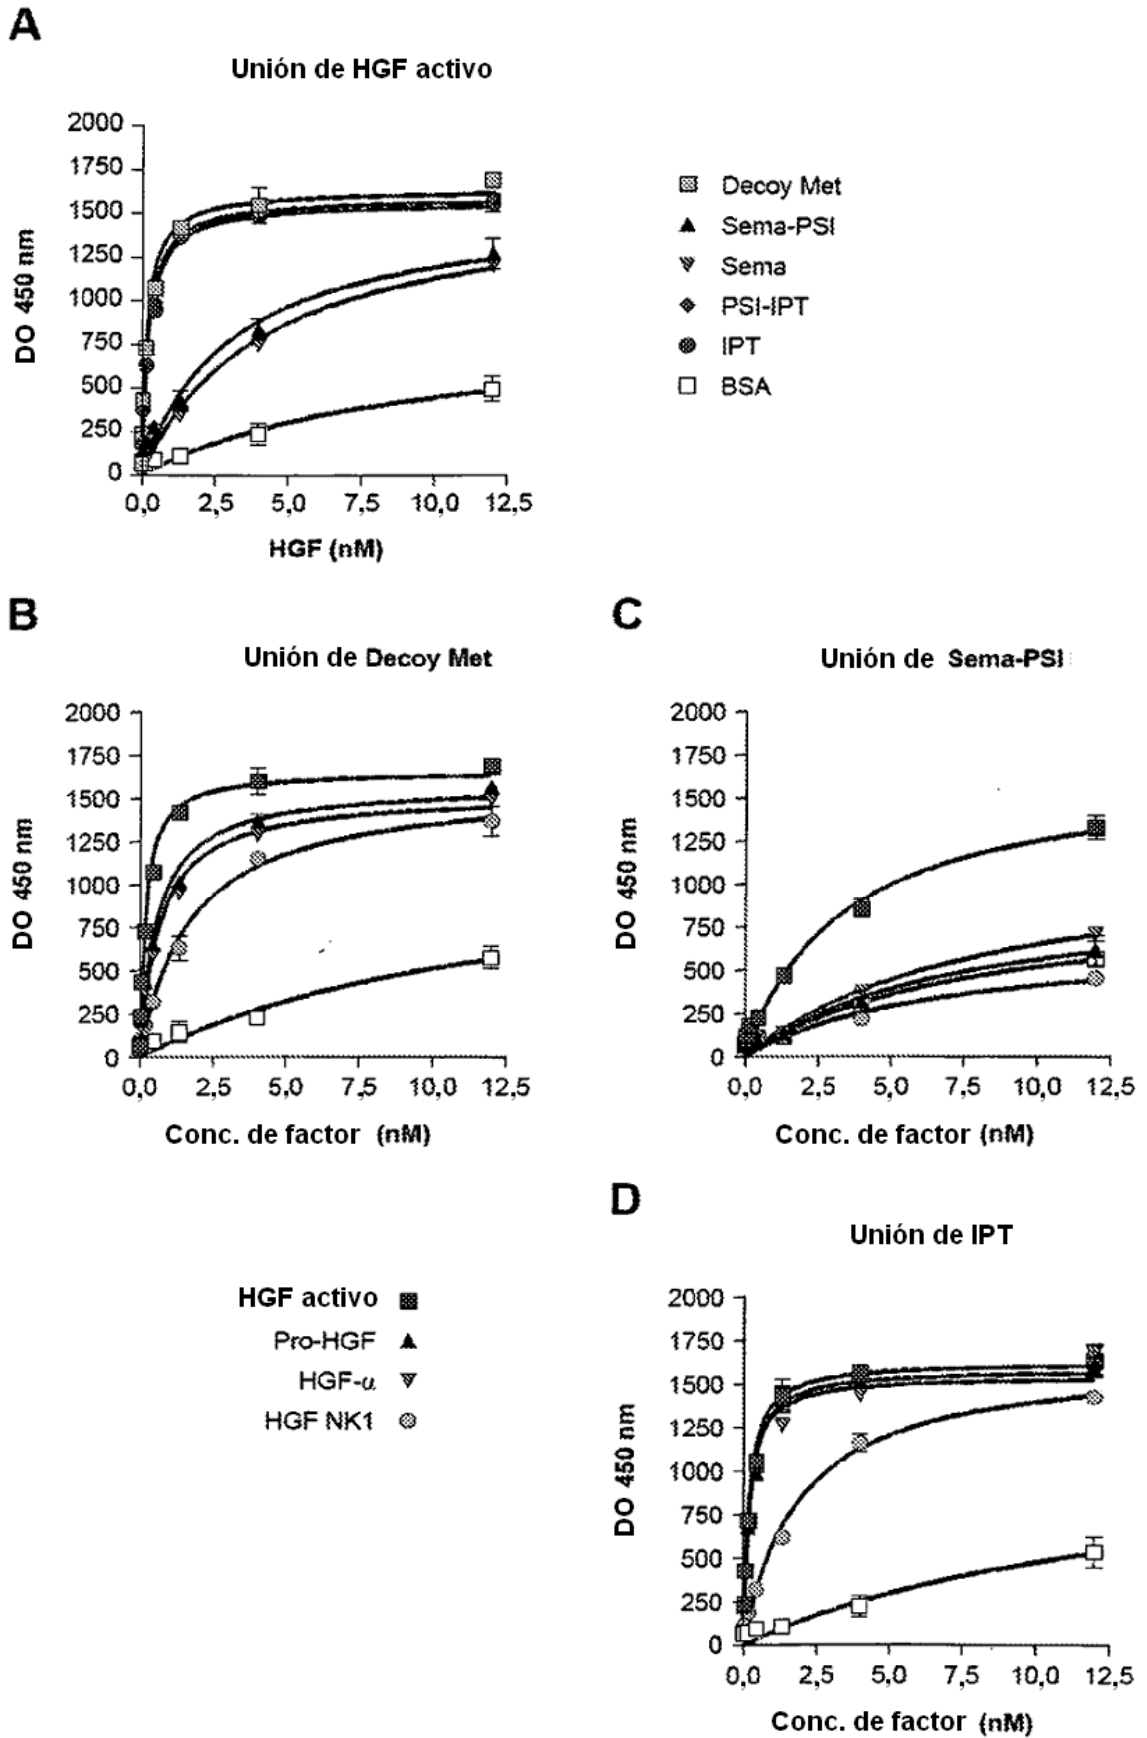 A
Unión de HGF activo
2000
1750
1500
1250
1000
750
500
250
0
DO 450 nm
0,0 2,5 5,0 7,5 10,0 12,5
HGF (nM)
Decoy Met
Sema-PSI
Sema
PSI-IPT
IPT
BSA
B
Unión de Decoy Met
2000
1750
1500
1250
1000
750
500
250
0
DO 450 nm
0,0 2,5 5,0 7,5 10,0 12,5
Conc. de factor (nM)
C
Unión de Sema-PSI
2000
1750
1500
1250
1000
750
500
250
0
DO 450 nm
0,0 2,5 5,0 7,5 10,0 12,5
Conc. de factor (nM)
HGF activo
Pro-HGF
HGF-α
HGF NK1
D
Unión de IPT
2000
1750
1500
1250
1000
750
500
250
0
DO 450 nm
0,0 2,5 5,0 7,5 10,0 12,5
Conc. de factor (nM)